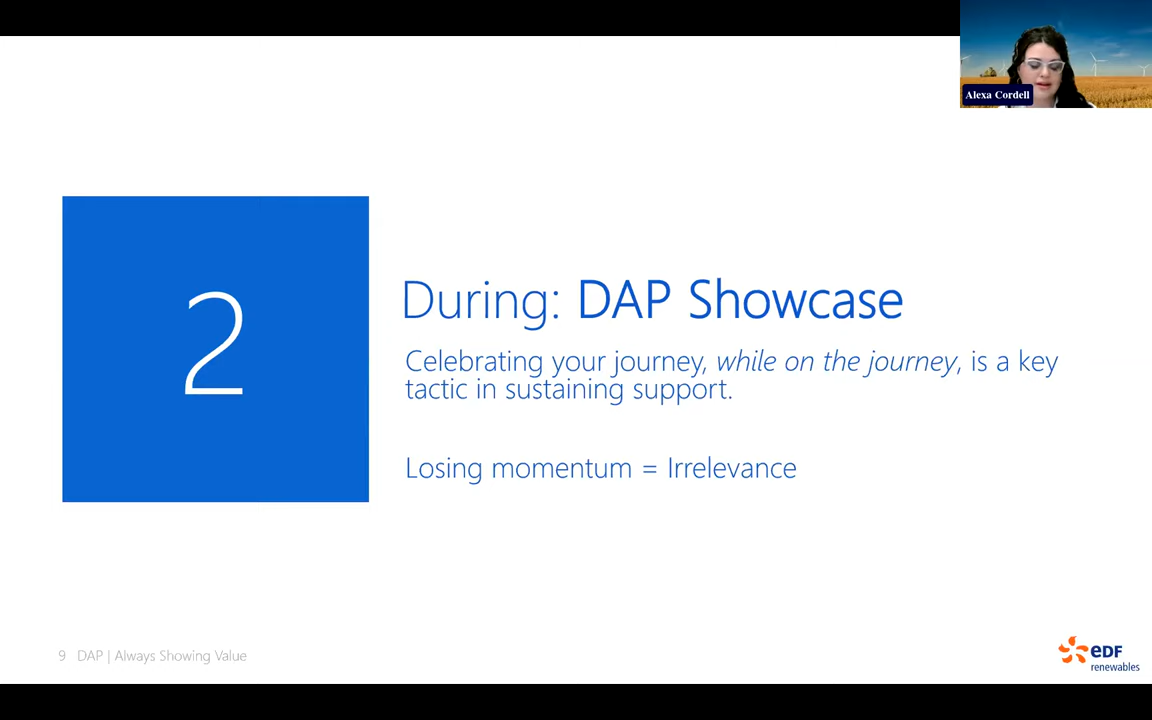 Alexa Cordell
2
During: DAP Showcase
Celebrating your journey, while on the journey, is a key
tactic in sustaining support.
Losing momentum = Irrelevance
9 DAP | Always Showing Value
eDF
renewables